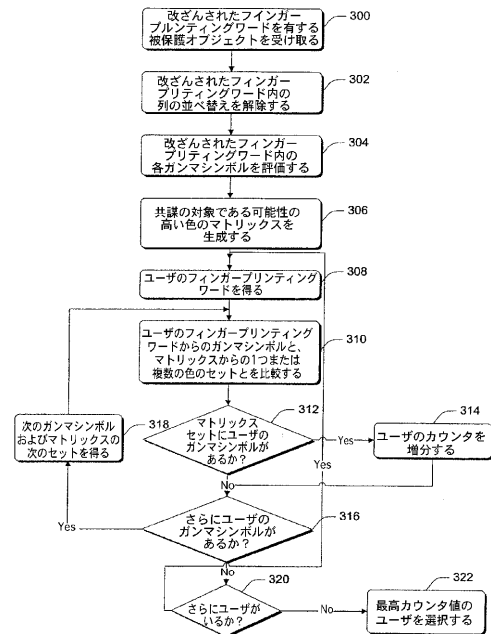 改ざんされたフインガー
プルンティングワードを有する
被保護オブジェクトを受け取る
300
改ざんされたフィンガー
プリティングワード内の
列の並べ替えを解除する
302
改ざんされたフィンガー
プリティングワード内の
各ガンマシンボルを評価する
304
共謀の対象である可能性の
高い色のマトリックスを
生成する
306
ユーザのフィンガープリンティング
ワードを得る
308
ユーザのフィンガープリンティング
ワードからのガンマシンボルと、
マトリックスからの1つまたは
複数の色のセットとを比較する
310
マトリックス
セットにユーザの
ガンマシンボルが
あるか?
312
Yes
ユーザのカウンタを
増分する
314
次のガンマシンボル
およびマトリックスの
次のセットを得る
318
No
Yes
さらにユーザの
ガンマシンボルが
あるか?
316
Yes
No
さらにユーザが
いるか?
320
No
最高カウンタ値の
ユーザを選択する
322